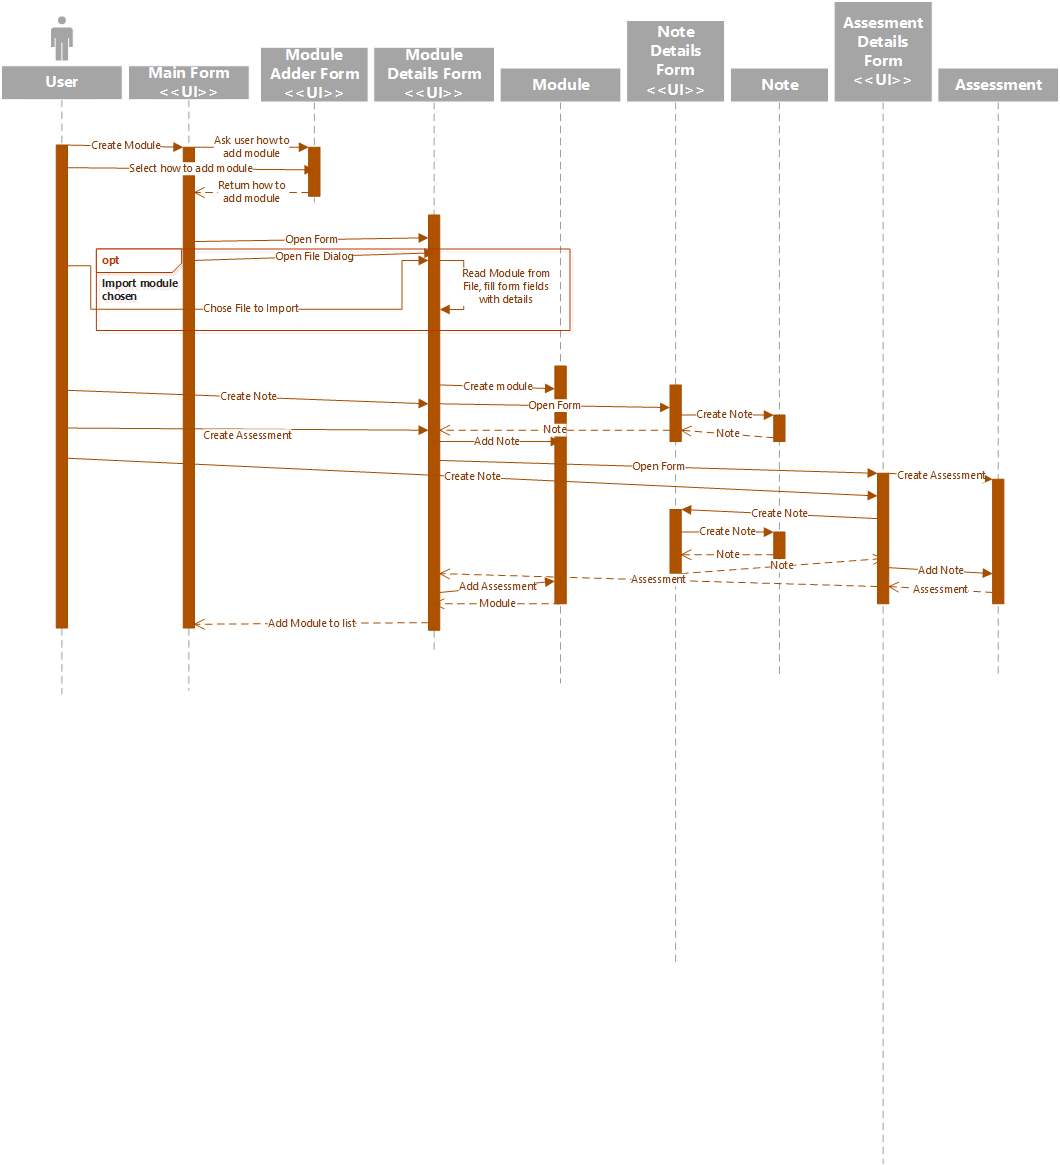 User
Main Form
<<UI>>
Module
Adder Form
<<UI>>
Module
Details Form
<<UI>>
Module
Note
Details
Form
<<UI>>
Note
Assesment
Details
Form
<<UI>>
Assessment
Create Module
Ask user how to
add module
Select how to add module
Return how to
add module
Open Form
opt
Open File Dialog
Import module
chosen
Read Module from
File, fill form fields
with details
Chose File to Import
Create module
Create Note
Open Form
Create Note
Note
Note
Create Assessment
Add Note
Open Form
Create Note
Create Assessment
Create Note
Create Note
Note
Note
Add Note
Assessment
Add Assessment
Assessment
Module
Add Module to list